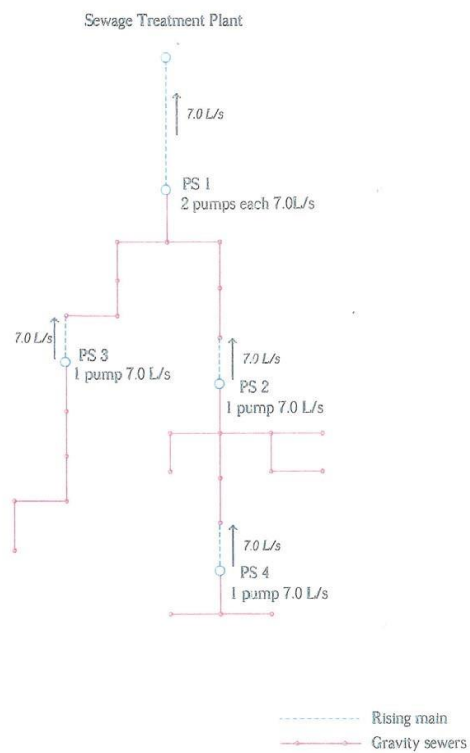 Sewage Treatment Plant
7.0 L/s
PS 1
2 pumps each 7.0L/s
7.0 L/s
PS 3
1 pump 7.0 L/s
7.0 L/s
PS 2
1 pump 7.0 L/s
7.0 L/s
PS 4
1 pump 7.0 L/s
Rising main
Gravity sewers